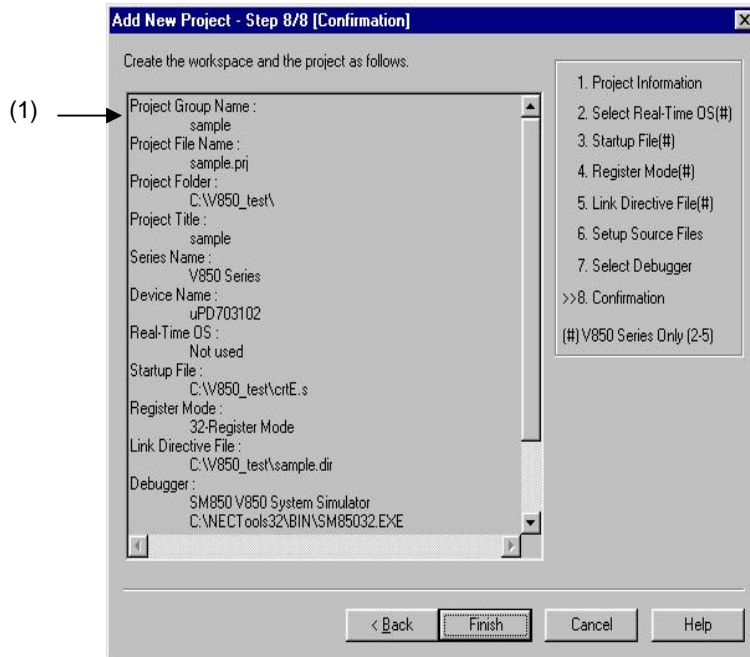 Add New Project - Step 8/8 [Confirmation]
Create the workspace and the project as follows.
(1)
Project Group Name :
sample
Project File Name :
sample.prj
Project Folder :
C:\V850_test\
Project Title :
sample
Series Name :
V850 Series
Device Name :
uPD703102
Real-Time OS :
Not used
Startup File :
C:\V850_test\crtE.s
Register Mode :
32-Register Mode
Link Directive File :
C:\V850_test\sample.dir
Debugger :
SM850 V850 System Simulator
C:\NECTools32\BIN\SM85032.EXE
1. Project Information
2. Select Real-Time OS(#)
3. Startup File(#)
4. Register Mode(#)
5. Link Directive File(#)
6. Setup Source Files
7. Select Debugger
>>8. Confirmation
(#) V850 Series Only (2-5)
< Back
Finish
Cancel
Help